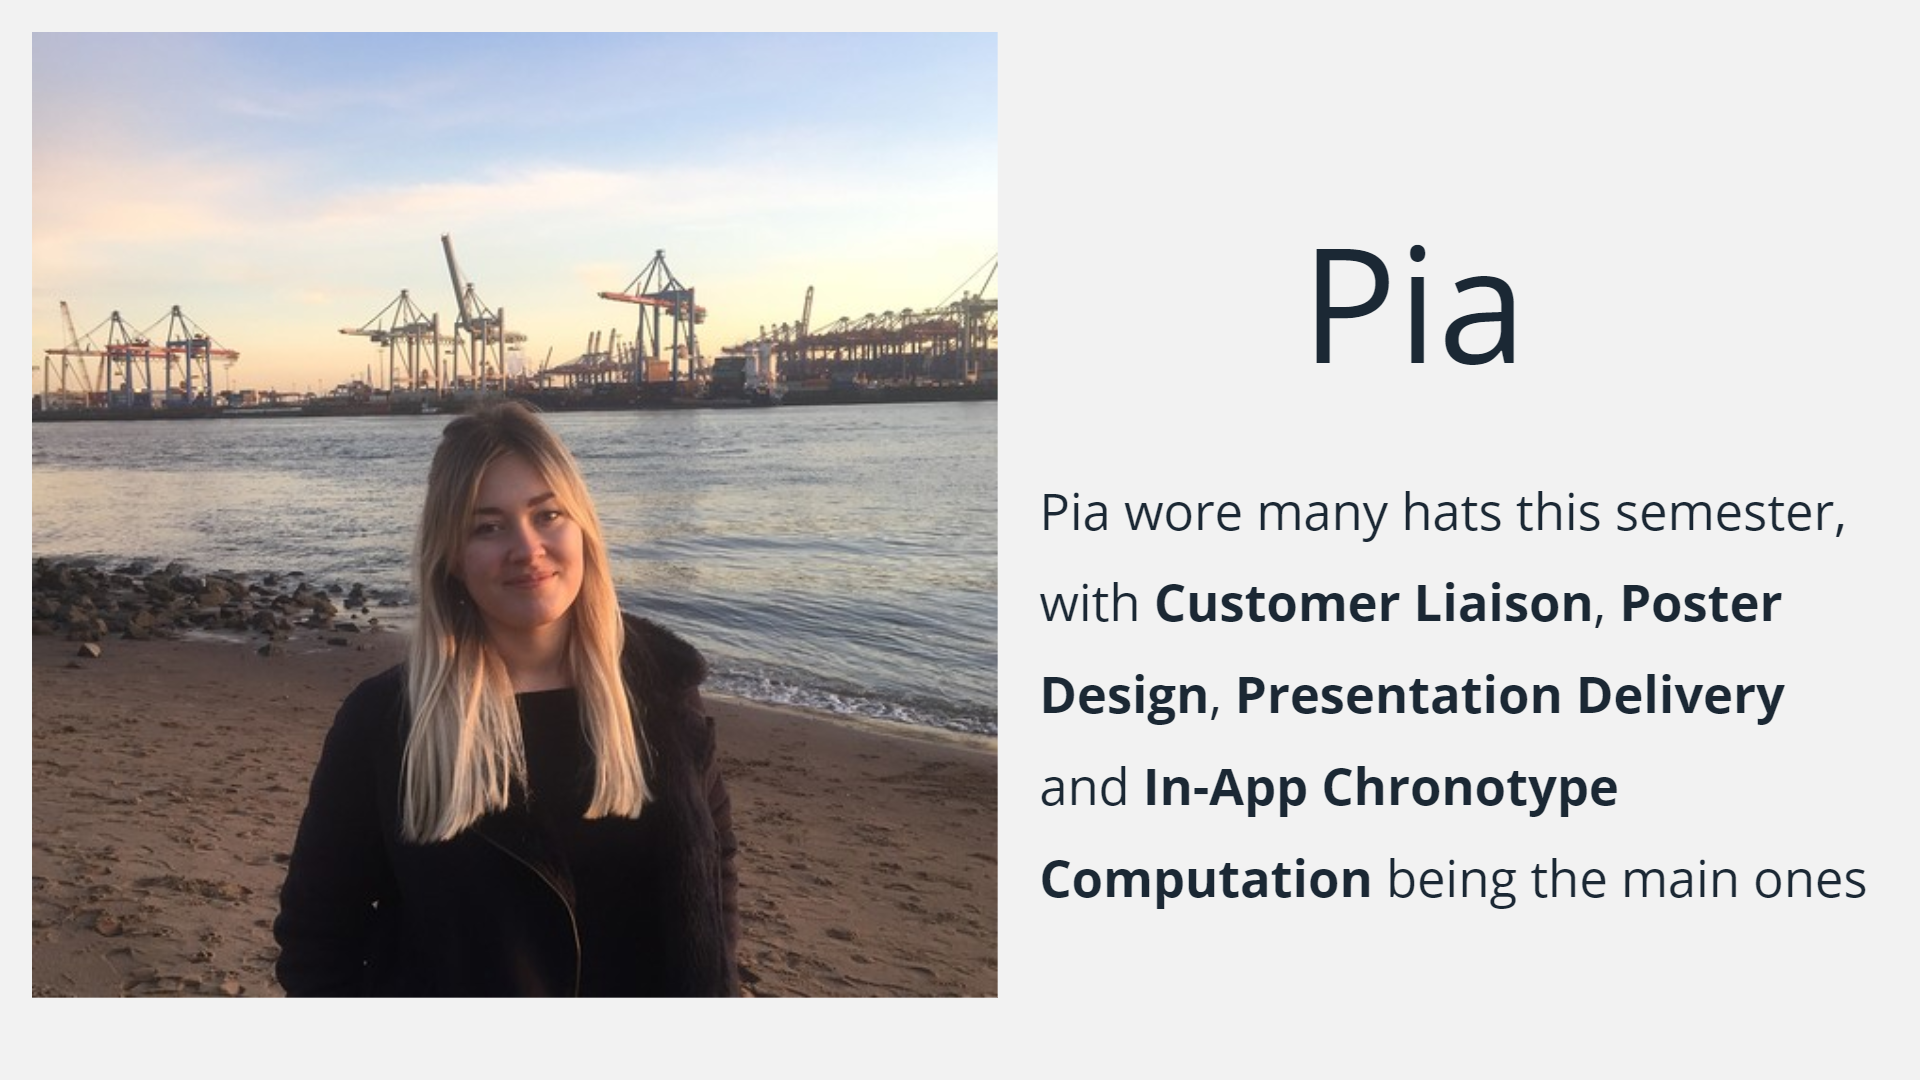 Pia
Pia wore many hats this semester,
with Customer Liaison, Poster
Design, Presentation Delivery
and In-App Chronotype
Computation being the main ones